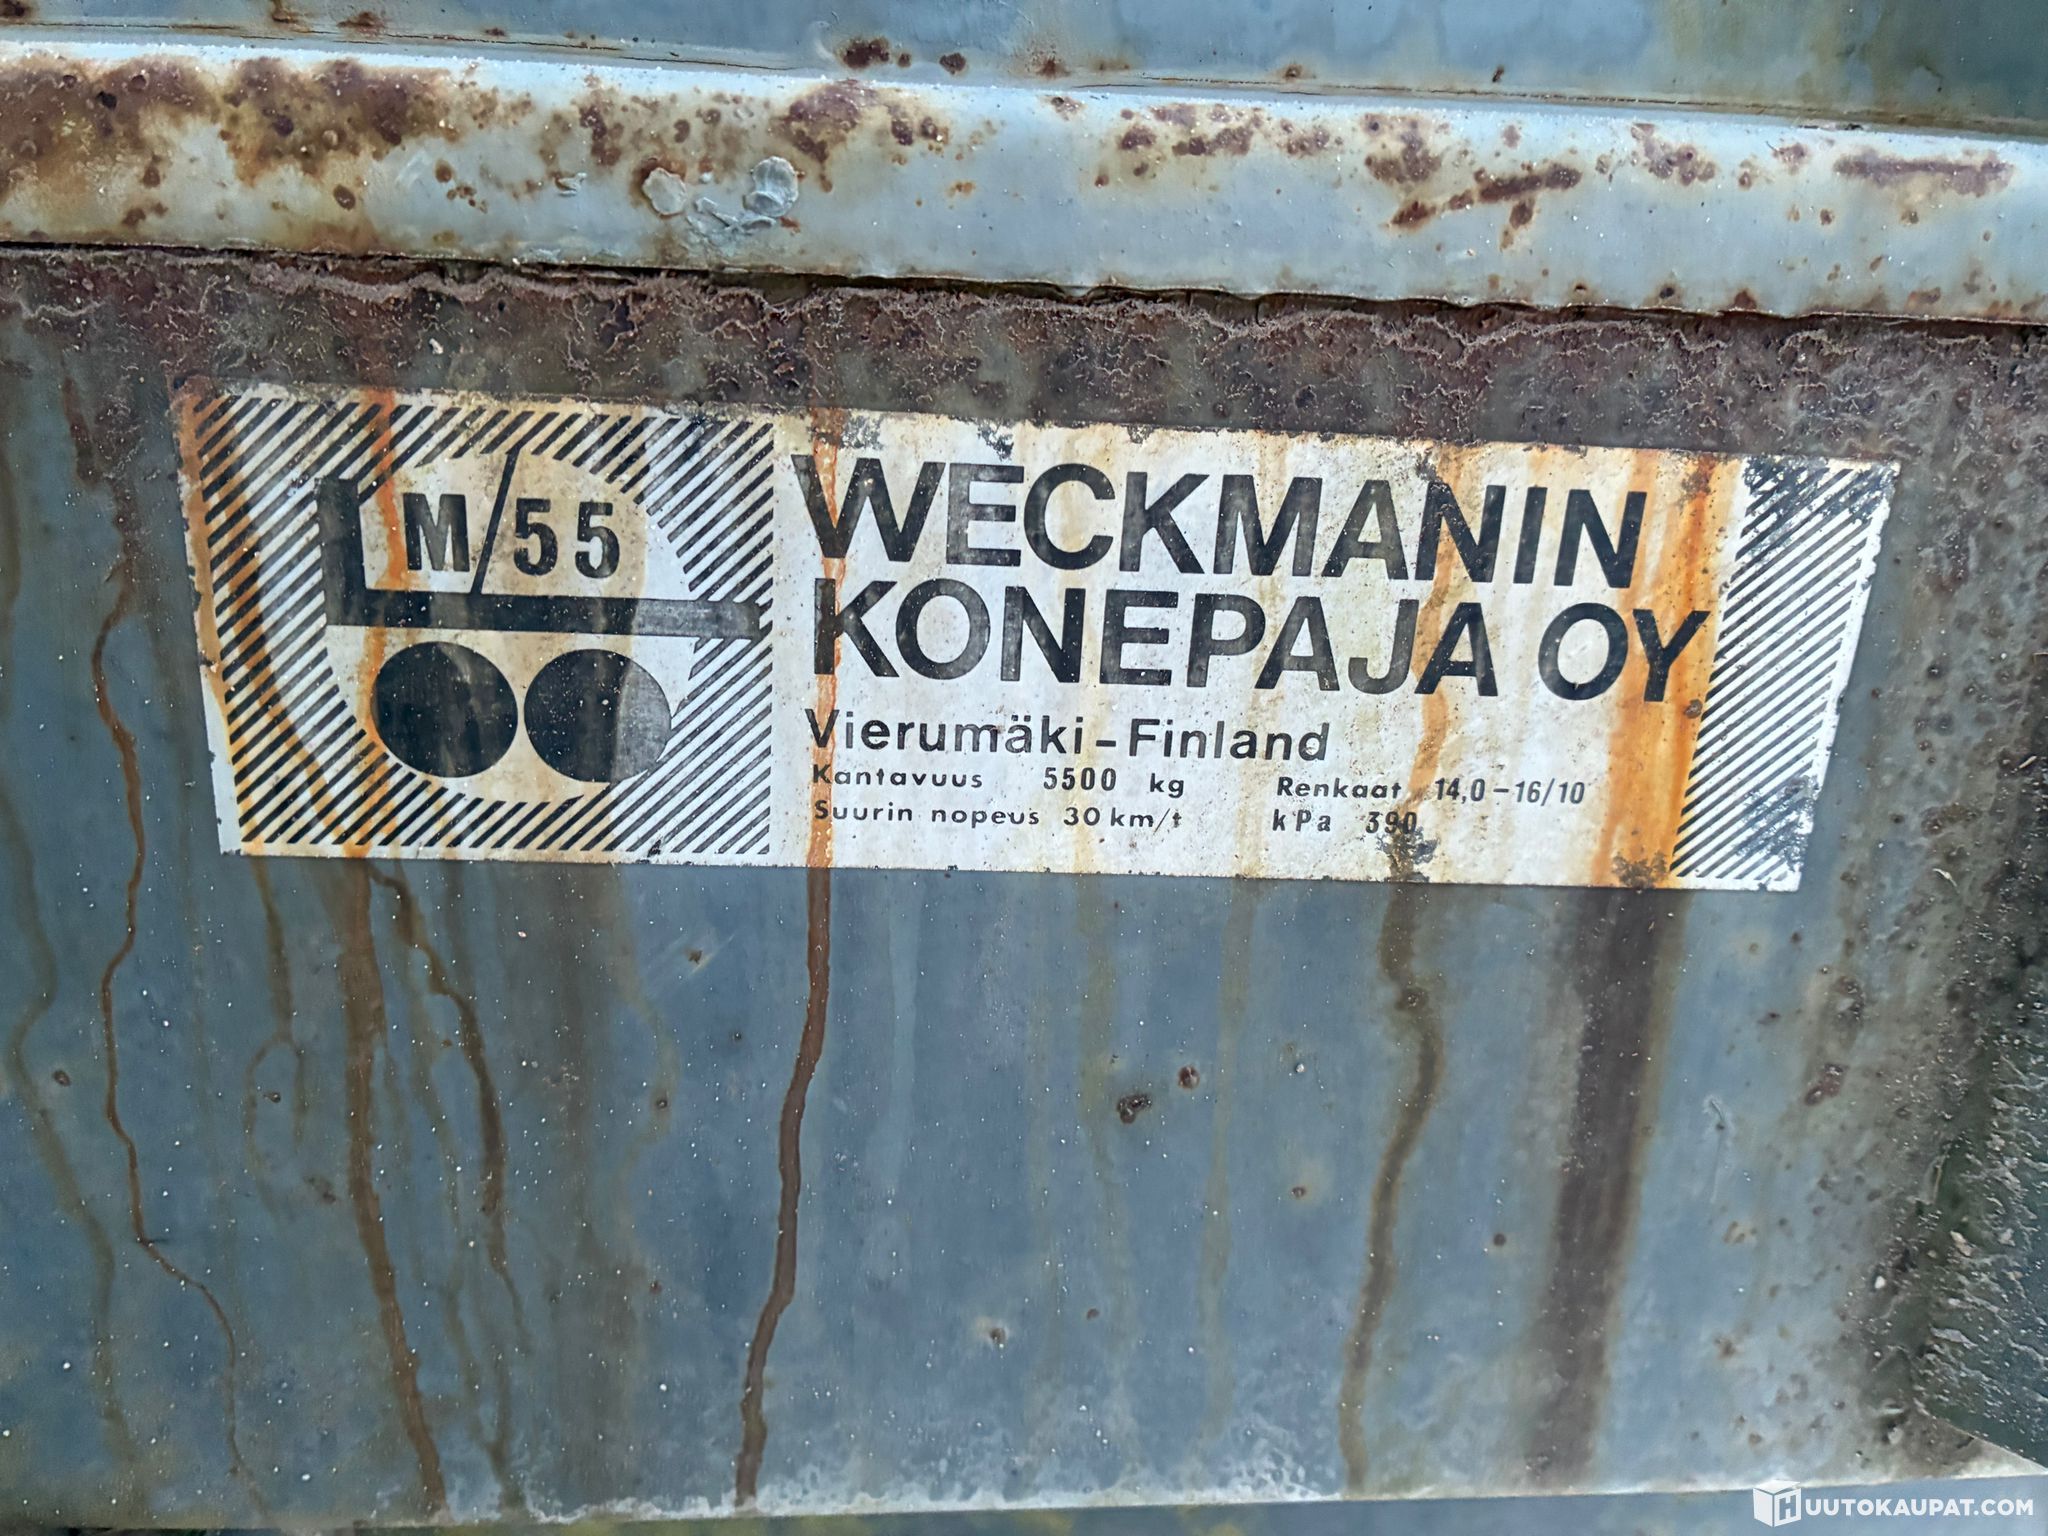 M/55
WECKMANIN
KONEPAJA OY
Vierumäki-Finland
Kantavuus 5500 kg Renkaat 14,0-16/10
Suurin nopeus 30 km/t kPa 390
HUUTOKAUPAT.COM